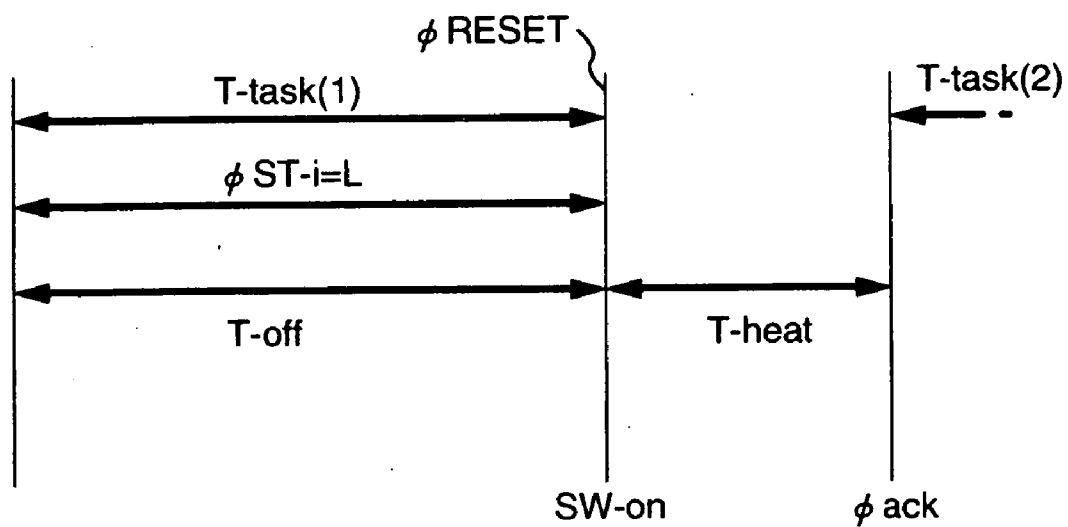 φ RESET
T-task(1)
T-task(2)
φ ST-i=L
T-off
T-heat
SW-on
φ ack